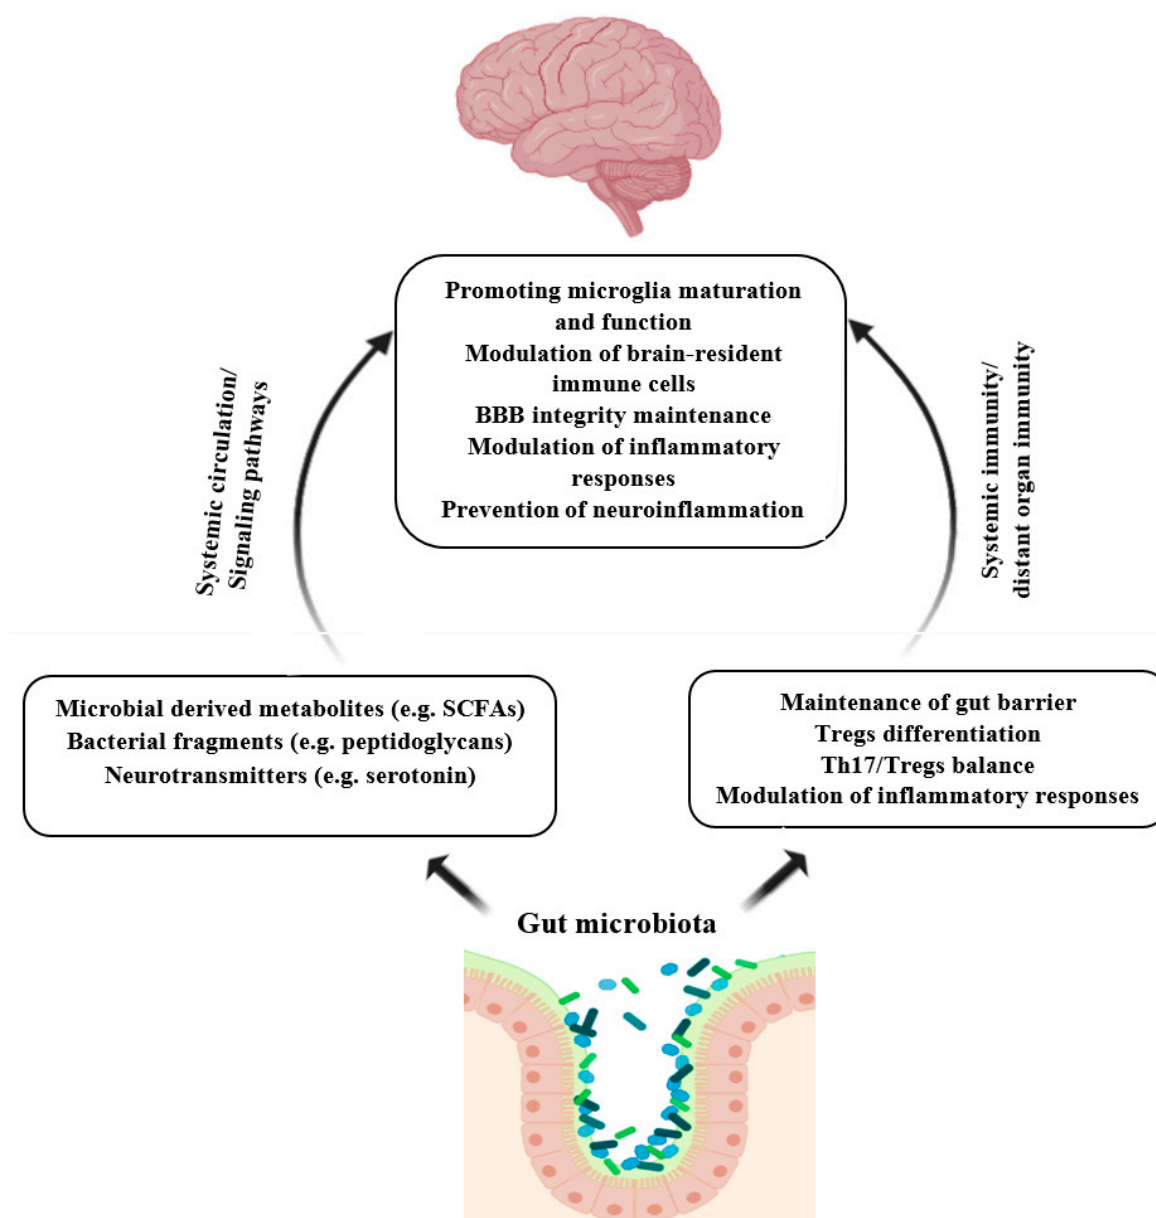 Promoting microglia maturation
and function
Modulation of brain-resident
immune cells
BBB integrity maintenance
Modulation of inflammatory
responses
Prevention of neuroinflammation
Systemic circulation/
Signaling pathways
Systemic immunity/
distant organ immunity
Microbial derived metabolites (e.g. SCFAs)
Bacterial fragments (e.g. peptidoglycans)
Neurotransmitters (e.g. serotonin)
Maintenance of gut barrier
Tregs differentiation
Th17/Tregs balance
Modulation of inflammatory responses
Gut microbiota